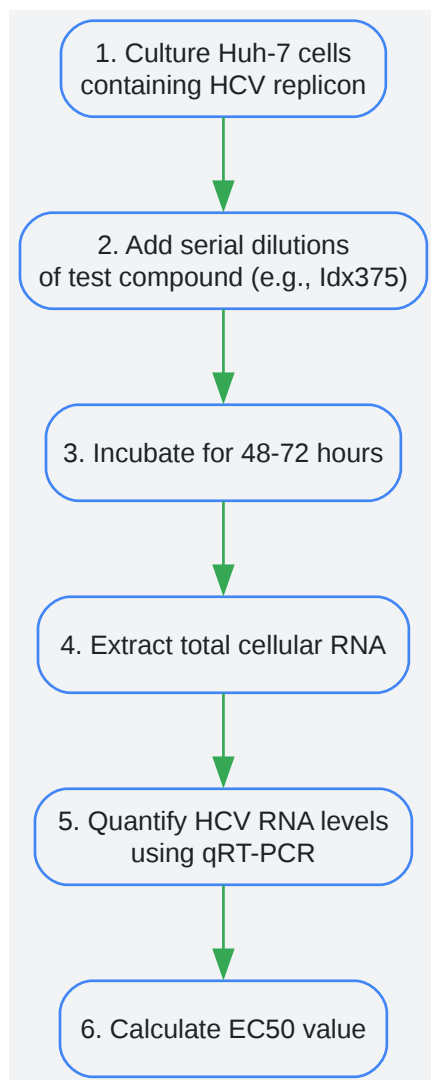 1. Culture Huh-7 cells
containing HCV replicon
2. Add serial dilutions
of test compound (e.g., Idx375)
3. Incubate for 48-72 hours
4. Extract total cellular RNA
5. Quantify HCV RNA levels
using qRT-PCR
6. Calculate EC50 value